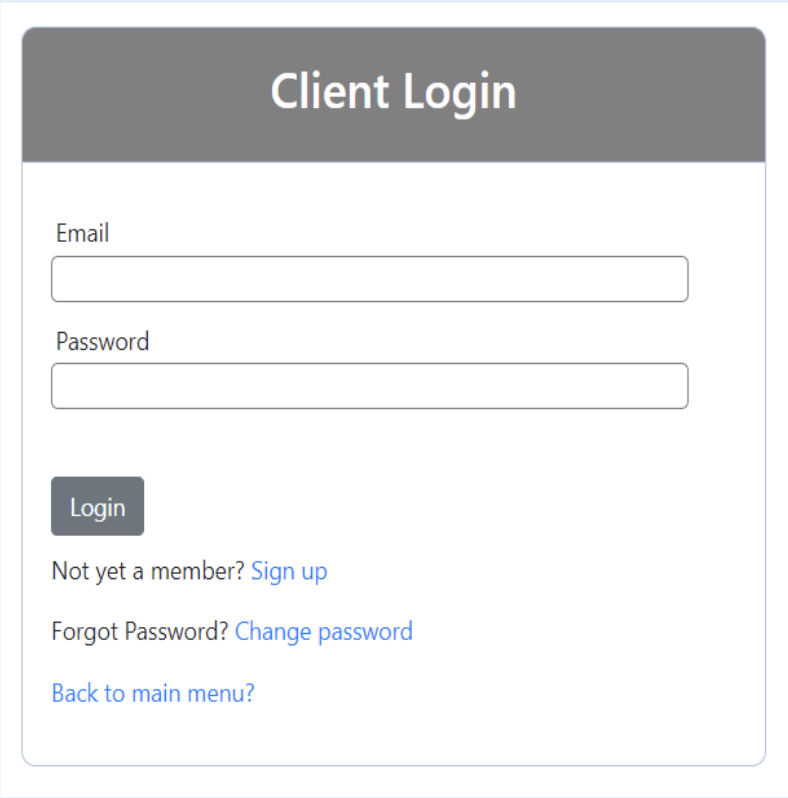 Client Login
Email
Password
Login
Not yet a member? Sign up
Forgot Password? Change password
Back to main menu?